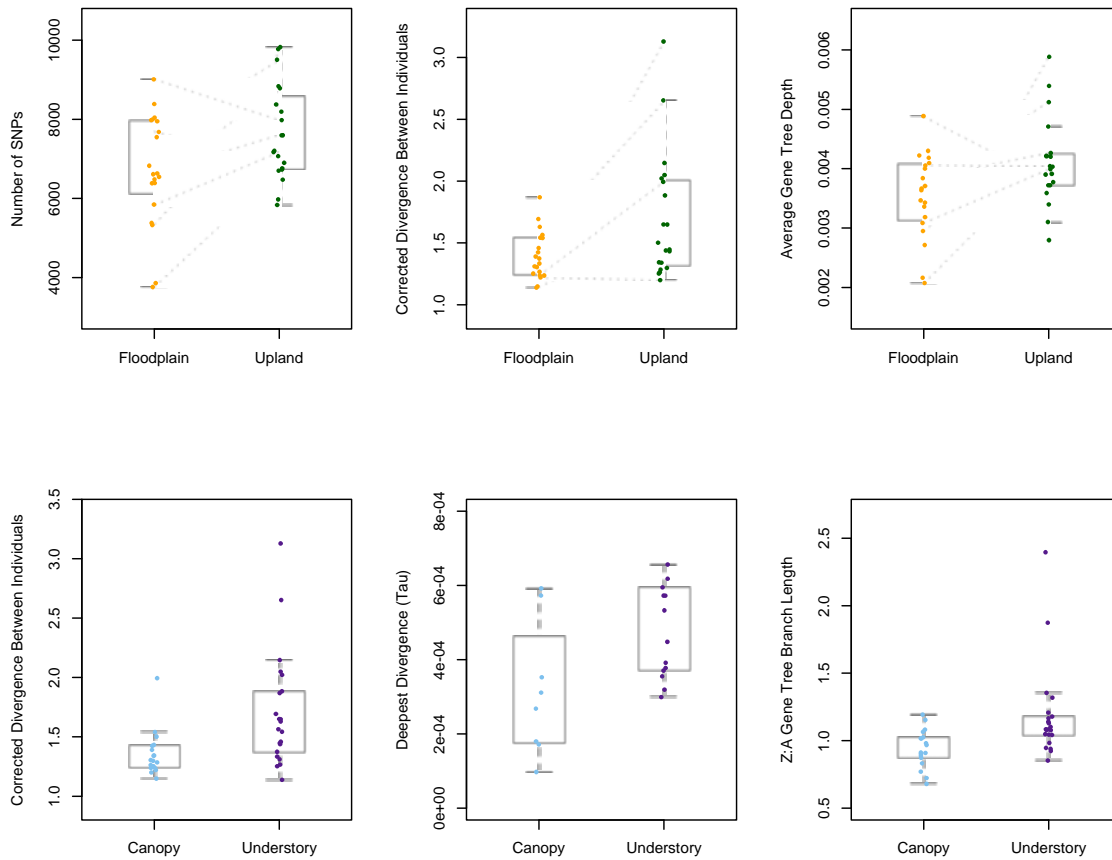 Number of SNPs
4000
6000
8000
10000
Floodplain
Upland
Corrected Divergence Between Individuals
1.0
1.5
2.0
2.5
3.0
Floodplain
Upland
Average Gene Tree Depth
0.002
0.003
0.004
0.005
0.006
Floodplain
Upland
Corrected Divergence Between Individuals
1.0
1.5
2.0
2.5
3.0
3.5
Canopy
Understory
Deepest Divergence (Tau)
0e+00
2e-04
4e-04
6e-04
8e-04
Canopy
Understory
Z:A Gene Tree Branch Length
0.5
1.0
1.5
2.0
2.5
Canopy
Understory